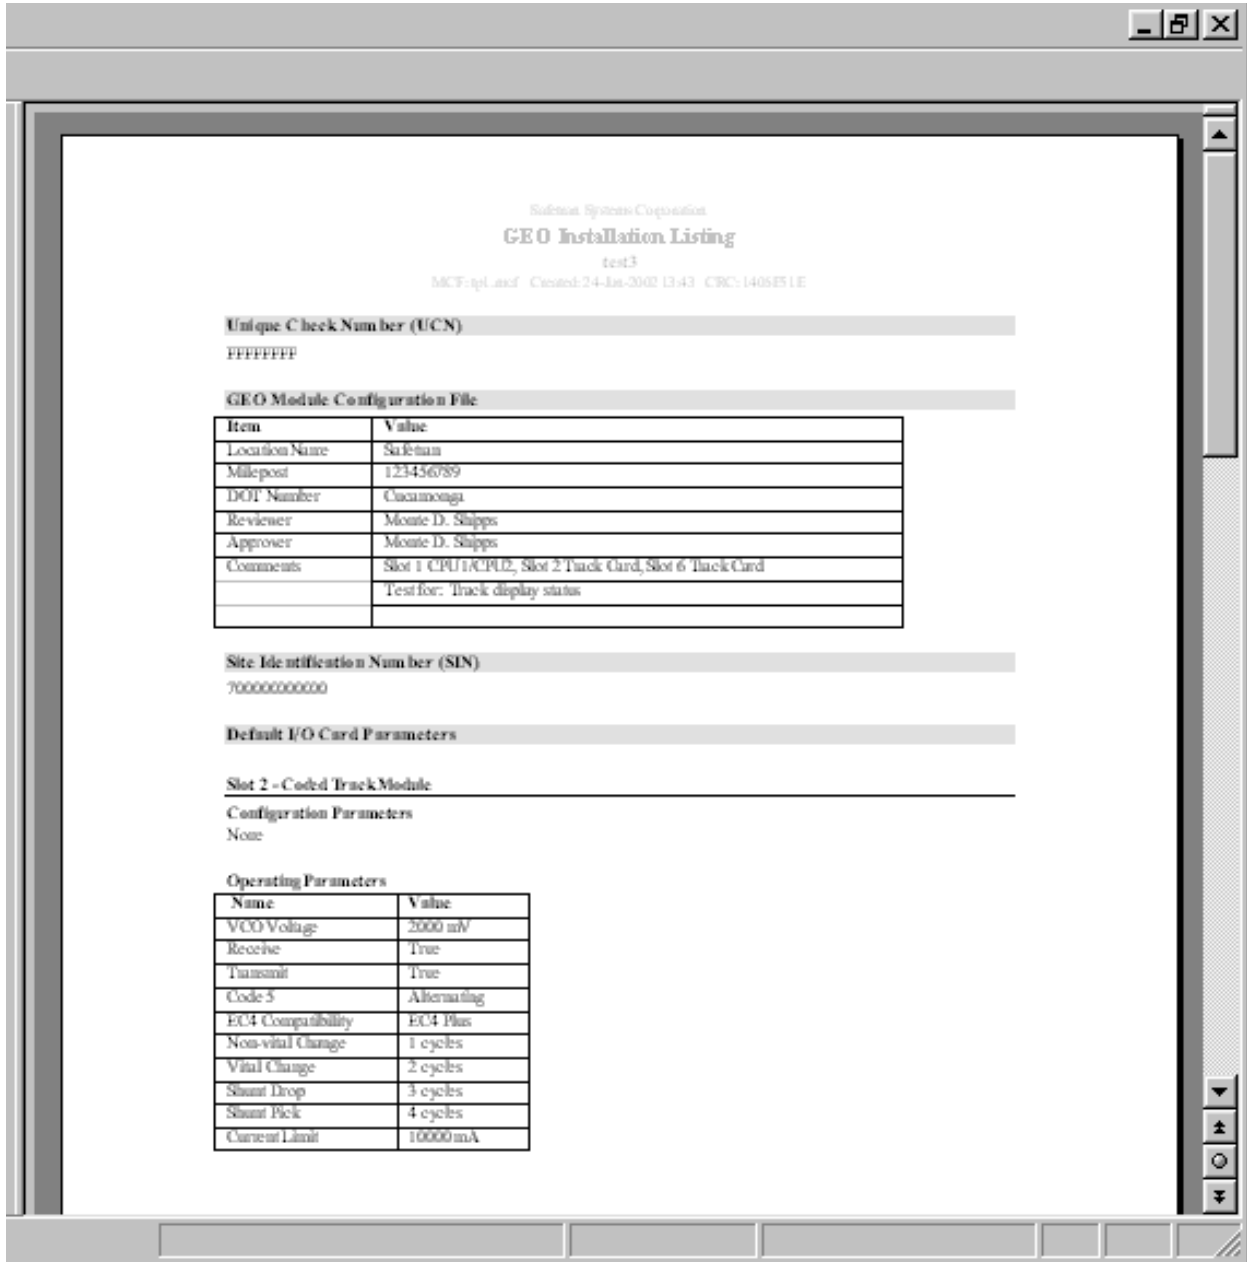 Safetran Systems Corporation
GEO Installation Listing
test3
MCF: tpl.mcf Created: 24-Jan-2002 13:43 CRC:
Unique Check Number (UCN)
FFFFFFFF
GEO Module Configuration File
Item Value
Location Name Safetran
Milepost 123456789
DOT Number Cucamonga
Reviewer Monte D. Shipps
Approver Monte D. Shipps
Comments Slot 1 CPU1/CPU2, Slot 2 Track Card, Slot 6 Track Card
Test for: Track display status
Site Identification Number (SIN)
700000000000
Default I/O Card Parameters
Slot 2 - Coded Track Module
Configuration Parameters
None
Operating Parameters
Name Value
VCO Voltage 2000 mV
Receive True
Transmit True
Code 5 Alternating
EC4 Compatibility EC4 Plus
Non-vital Change 1 cycles
Vital Change 2 cycles
Shunt Drop 3 cycles
Shunt Pick 4 cycles
Current Limit 10000 mA